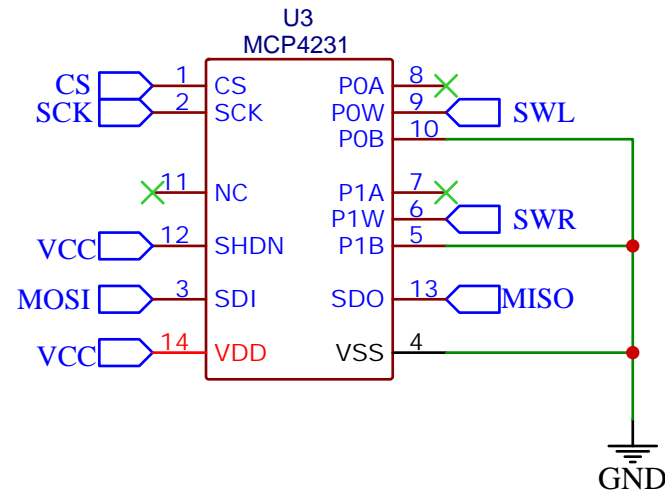 U3
MCP4231
CS 1 CS P0A 8
SCK 2 SCK P0W 9 SWL
P0B 10
11 NC P1A 7
P1W 6 SWR
VCC 12 SHDN P1B 5
MOSI 3 SDI SDO 13 MISO
VCC 14 VDD VSS 4
GND